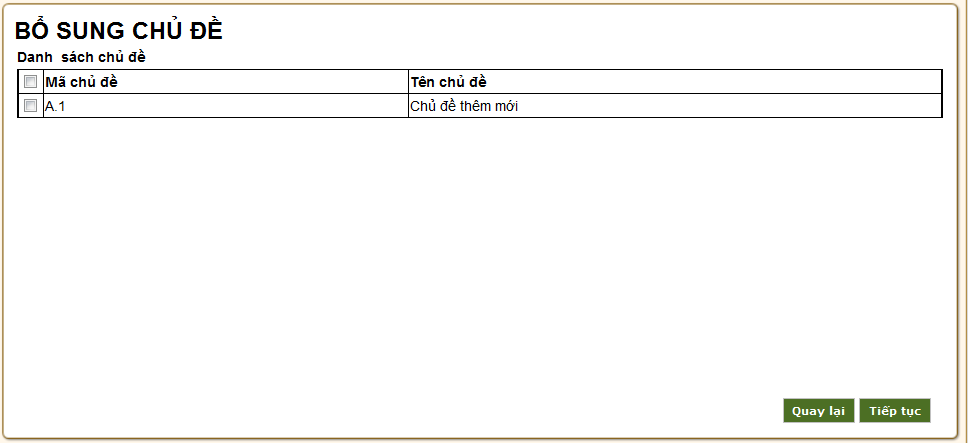 BỔ SUNG CHỦ ĐỀ
Danh  sách chủ đề
Mã chủ đề Tên chủ đề
A.1 Chủ đề thêm mới
Quay lại Tiếp tục